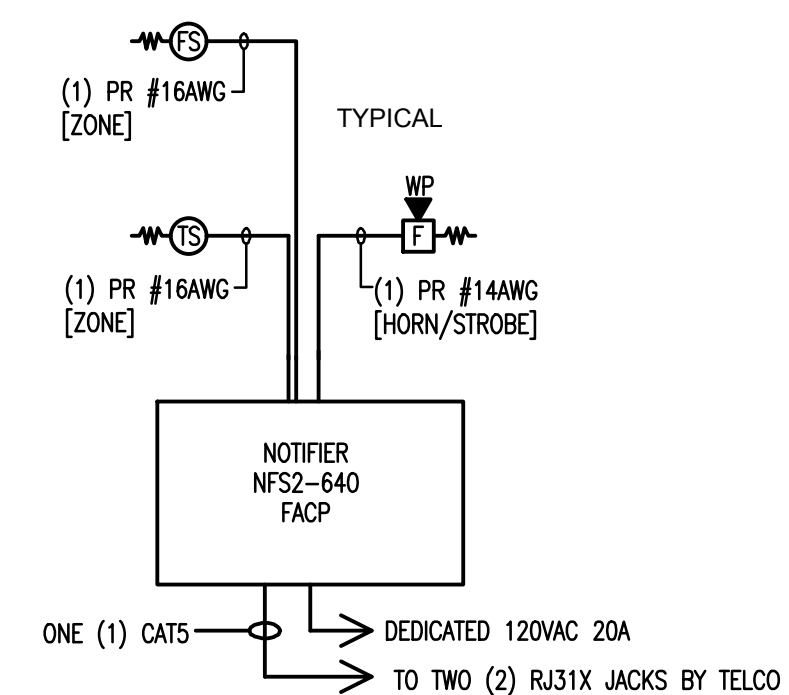 FS
(1) PR #16AWG
[ZONE]
TYPICAL
WP
TS
F
(1) PR #16AWG
[ZONE]
(1) PR #14AWG
[HORN/STROBE]
NOTIFIER
NFS2-640
FACP
ONE (1) CAT5
DEDICATED 120VAC 20A
TO TWO (2) RJ31X JACKS BY TELCO